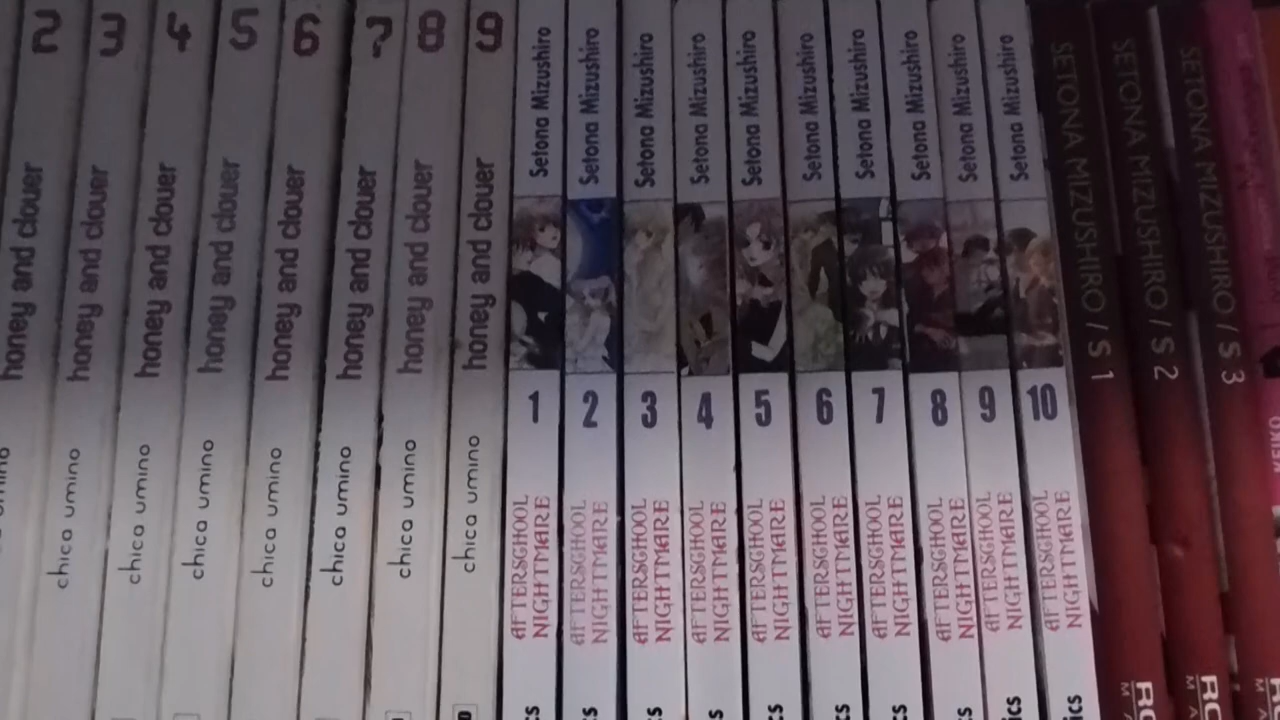 2
honey and clover
umino
3
honey and clover
chica umino
4
honey and clover
chica umino
5
honey and clover
chica umino
6
honey and clover
chica umino
7
honey and clover
chica umino
8
honey and clover
chica umino
9
honey and clover
chica umino
Setona Mizushiro
1
AFTERSCHOOL
NIGHTMARE
Setona Mizushiro
2
AFTERSCHOOL
NIGHTMARE
Setona Mizushiro
3
AFTERSCHOOL
NIGHTMARE
Setona Mizushiro
4
AFTERSCHOOL
NIGHTMARE
Setona Mizushiro
5
AFTERSCHOOL
NIGHTMARE
Setona Mizushiro
6
AFTERSCHOOL
NIGHTMARE
Setona Mizushiro
7
AFTERSCHOOL
NIGHTMARE
Setona Mizushiro
8
AFTERSCHOOL
NIGHTMARE
Setona Mizushiro
9
AFTERSCHOOL
NIGHTMARE
ics
Setona Mizushiro
10
AFTERSCHOOL
NIGHTMARE
ics
SETONA MIZUSHIRO / S 1
SETONA MIZUSHIRO / S 2
SETONA MIZUSHIRO / S 3